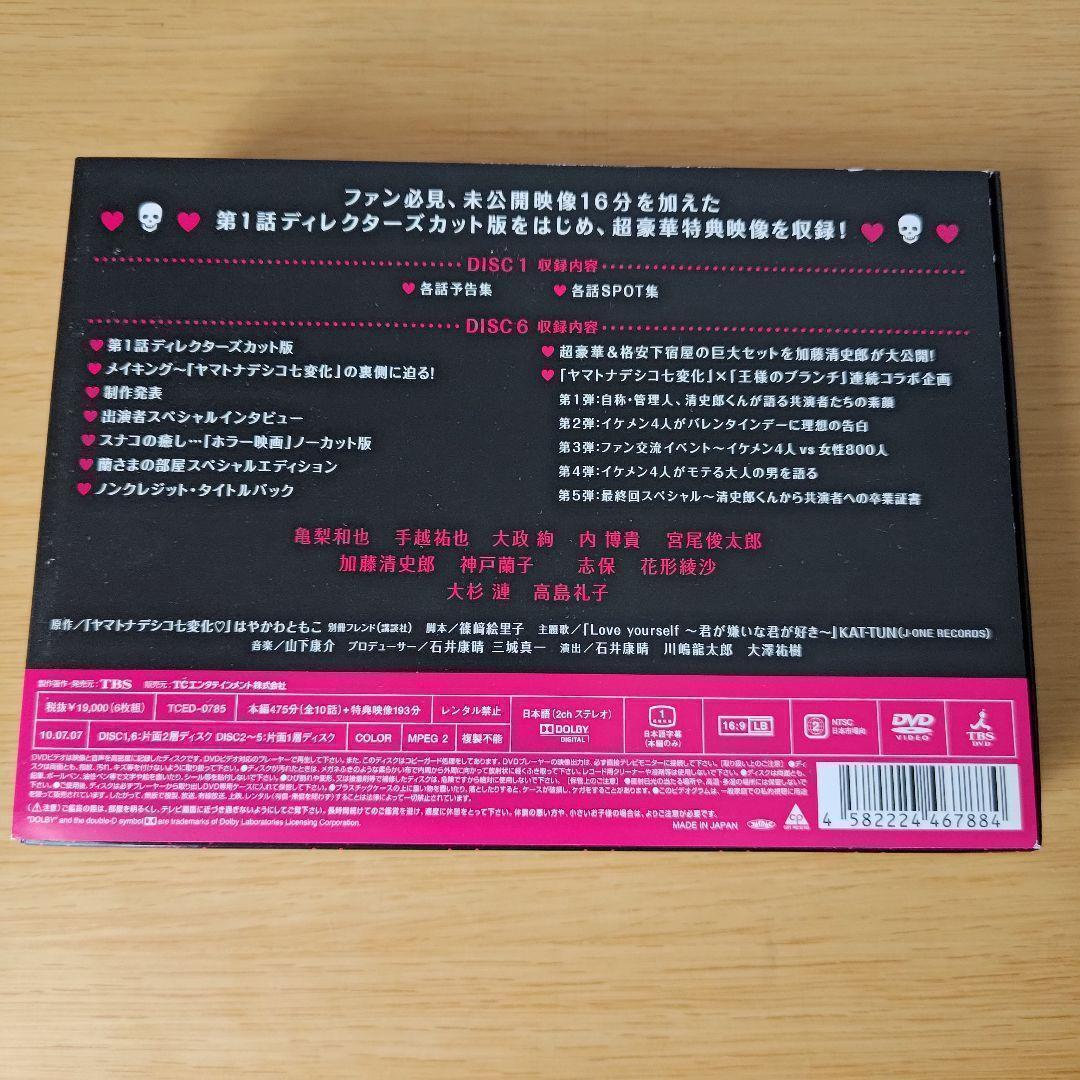 ファン必見、未公開映像16分を加えた
第1話ディレクターズカット版をはじめ、超豪華特典映像を収録！
DISC 1 収録内容
各話予告集
各話SPOT集
DISC 6 収録内容
第1話ディレクターズカット版
メイキング～「ヤマトナデシコ七変化」の裏側に迫る！
制作発表
出演者スペシャルインタビュー
スナコの癒し…「ホラー映画」ノーカット版
蘭さまの部屋スペシャルエディション
ノンクレジット・タイトルバック
超豪華＆格安下宿屋の巨大セットを加藤清史郎が大公開！
「ヤマトナデシコ七変化」×「王様のブランチ」連続コラボ企画
第1弾：自称・管理人、清史郎くんが語る共演者たちの素顔
第2弾：イケメン4人がバレンタインデーに理想の告白
第3弾：ファン交流イベント～イケメン4人 vs 女性800人
第4弾：イケメン4人がモテる大人の男を語る
第5弾：最終回スペシャル～清史郎くんから共演者への卒業証書
亀梨和也 手越祐也 大政 絢 内 博貴 宮尾俊太郎
加藤清史郎 神戸蘭子 志保 花形綾沙
大杉 漣 高島礼子
原作／「ヤマトナデシコ七変化♡」はやかわともこ 別冊フレンド（講談社） 脚本／篠﨑絵里子 主題歌／「Love yourself ～君が嫌いな君が好き～」KAT-TUN（J-ONE RECORDS）
音楽／山下康介 プロデューサー／石井康晴 三城真一 演出／石井康晴 川嶋龍太郎 大澤祐樹
製作著作・発売元：TBS 販売元：TCエンタテインメント株式会社
税抜￥19,000（6枚組） TCED-0785 本編475分（全10話）＋特典映像193分 レンタル禁止
10.07.07 DISC1,6：片面2層ディスク DISC2～5：片面1層ディスク COLOR MPEG 2 複製不能
日本語（2ch ステレオ）
DOLBY DIGITAL
1
日本語字幕
（本編のみ）
16:9 LB
2 NTSC 日本市場向
DVD VIDEO
TBS DVD
"DOLBY" and the double-D symbol are trademarks of Dolby Laboratories Licensing Corporation.
MADE IN JAPAN
4 582224 467884